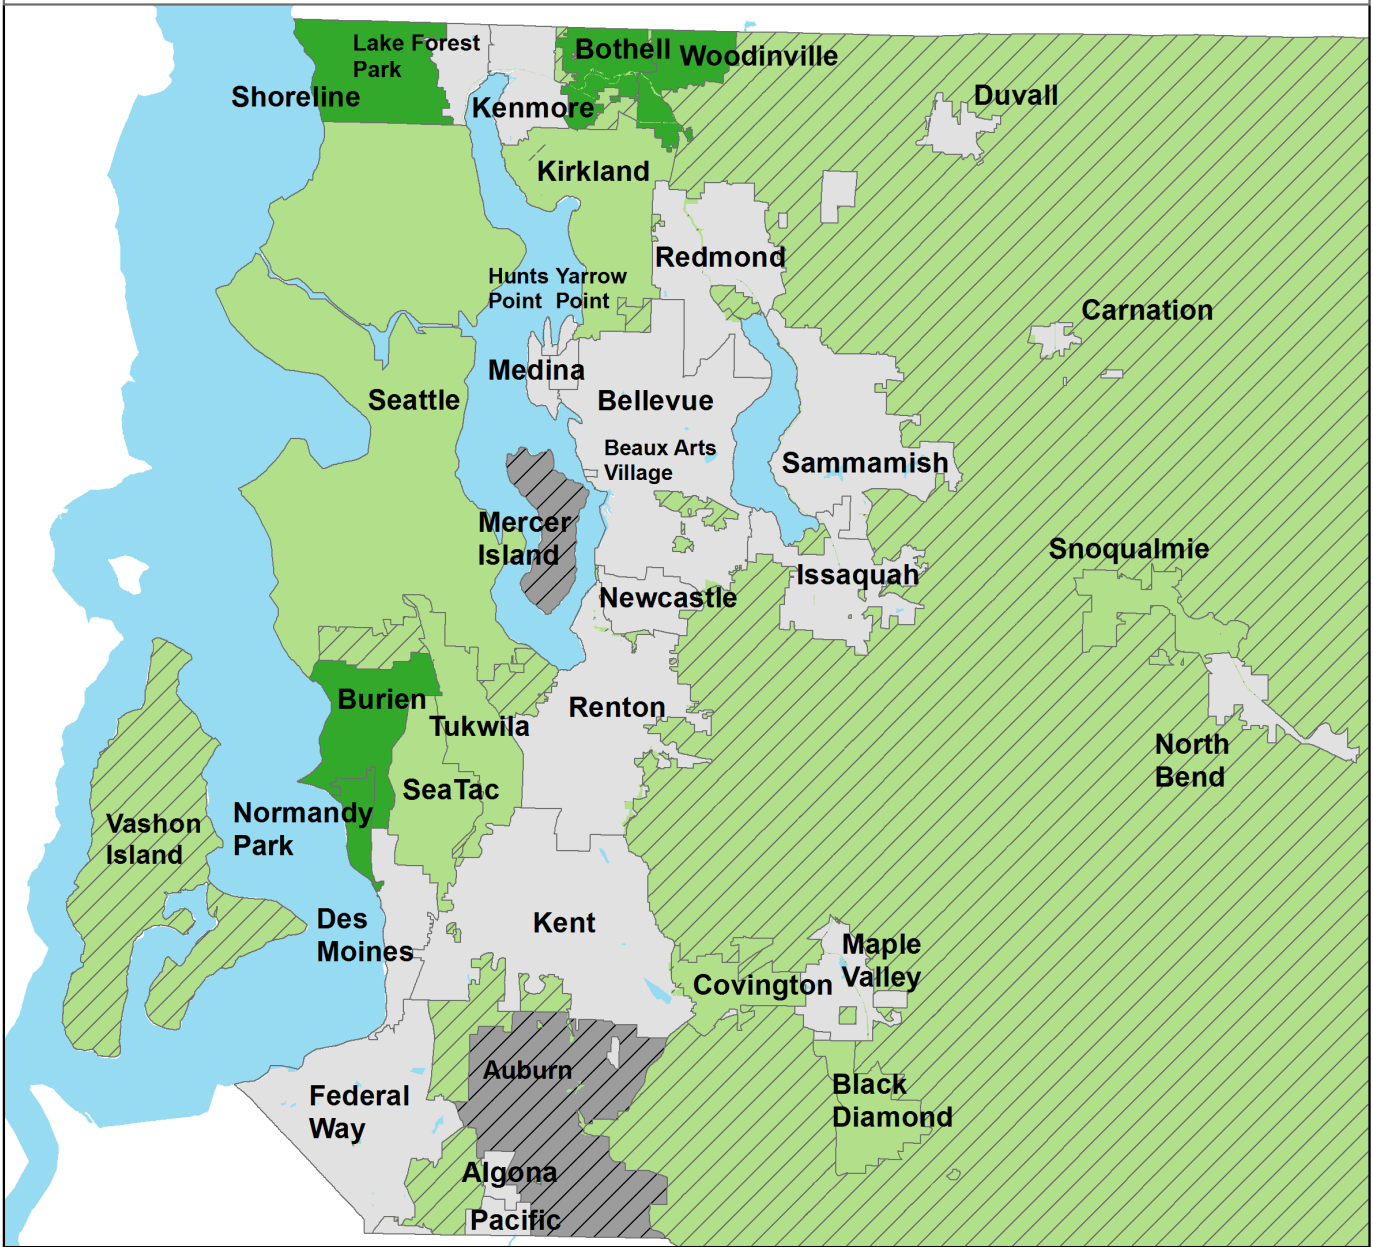 Lake Forest
Park
Bothell
Woodinville
Shoreline
Kenmore
Duvall
Kirkland
Redmond
Hunts
Point
Yarrow
Point
Carnation
Medina
Seattle
Bellevue
Beaux Arts
Village
Sammamish
Mercer
Island
Snoqualmie
Issaquah
Newcastle
Burien
Renton
Tukwila
North
Bend
SeaTac
Normandy
Park
Vashon
Island
Des
Moines
Kent
Maple
Valley
Covington
Auburn
Federal
Way
Black
Diamond
Algona
Pacific